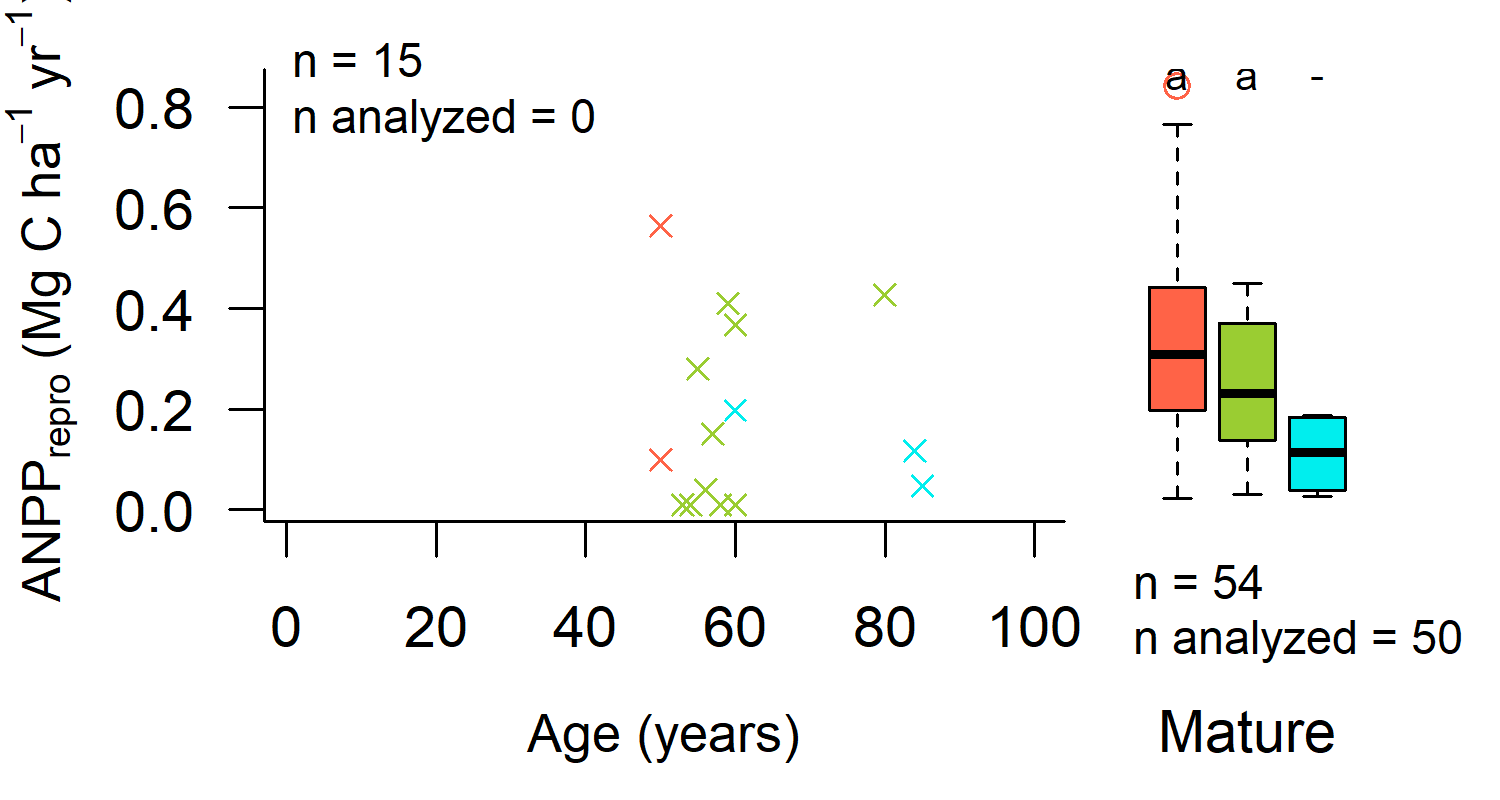 ANPPrepro (Mg C ha−1 yr−1)
n = 15
n analyzed = 0
0.8
0.6
0.4
0.2
0.0
0 20 40 60 80 100
Age (years)
a a -
n = 54
n analyzed = 50
Mature